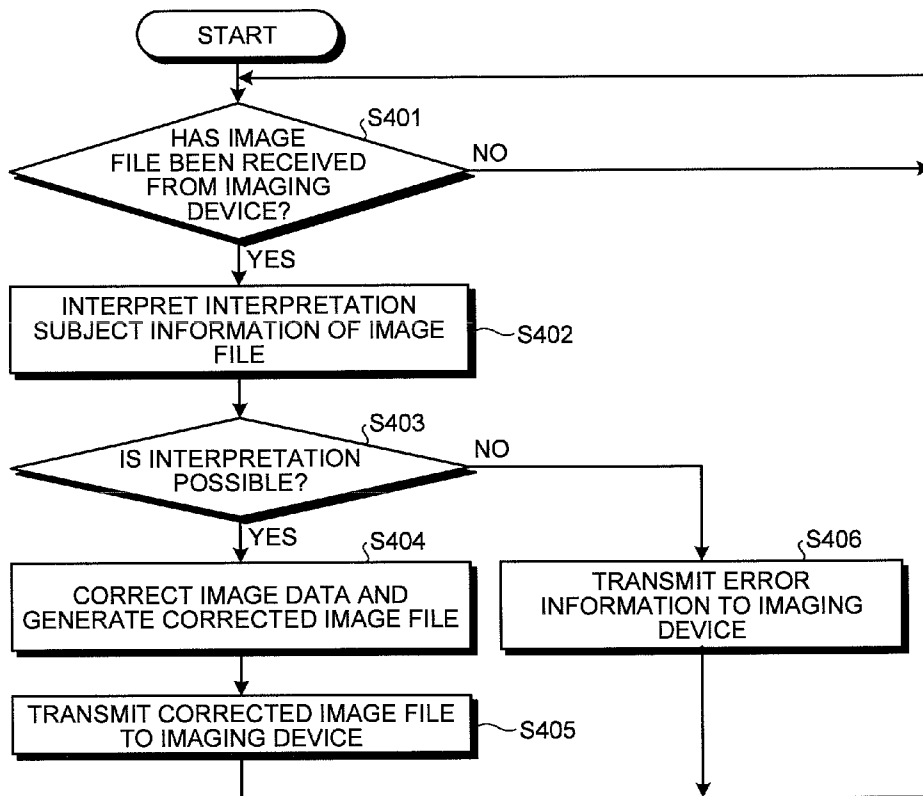 START
S401
HAS IMAGE
FILE BEEN RECEIVED
FROM IMAGING
DEVICE?
NO
YES
INTERPRET INTERPRETATION
SUBJECT INFORMATION OF IMAGE
FILE
S402
S403
IS INTERPRETATION
POSSIBLE?
NO
YES
S404
CORRECT IMAGE DATA AND
GENERATE CORRECTED IMAGE FILE
S406
TRANSMIT ERROR
INFORMATION TO IMAGING
DEVICE
TRANSMIT CORRECTED IMAGE FILE
TO IMAGING DEVICE
S405